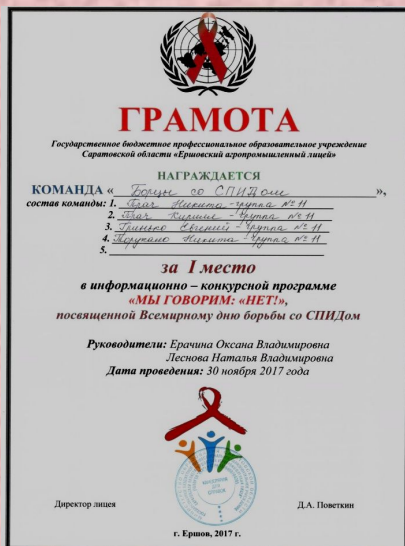 ГРАМОТА
Государственное бюджетное профессиональное образовательное учреждение
Саратовской области «Ершовский агропромышленный лицей»
НАГРАЖДАЕТСЯ
КОМАНДА « Борцы со СПИДом »,
состав команды: 1. Плач Никита - группа № 11
2. Плач Кирилл - группа № 11
3. Гринько Евгений - группа № 11
4. Никита - группа № 11
5.
за I место
в информационно – конкурсной программе
«МЫ ГОВОРИМ: «НЕТ!»,
посвященной Всемирному дню борьбы со СПИДом
Руководители: Ерачина Оксана Владимировна
Леснова Наталья Владимировна
Дата проведения: 30 ноября 2017 года
Директор лицея Д.А. Поветкин
г. Ершов, 2017 г.